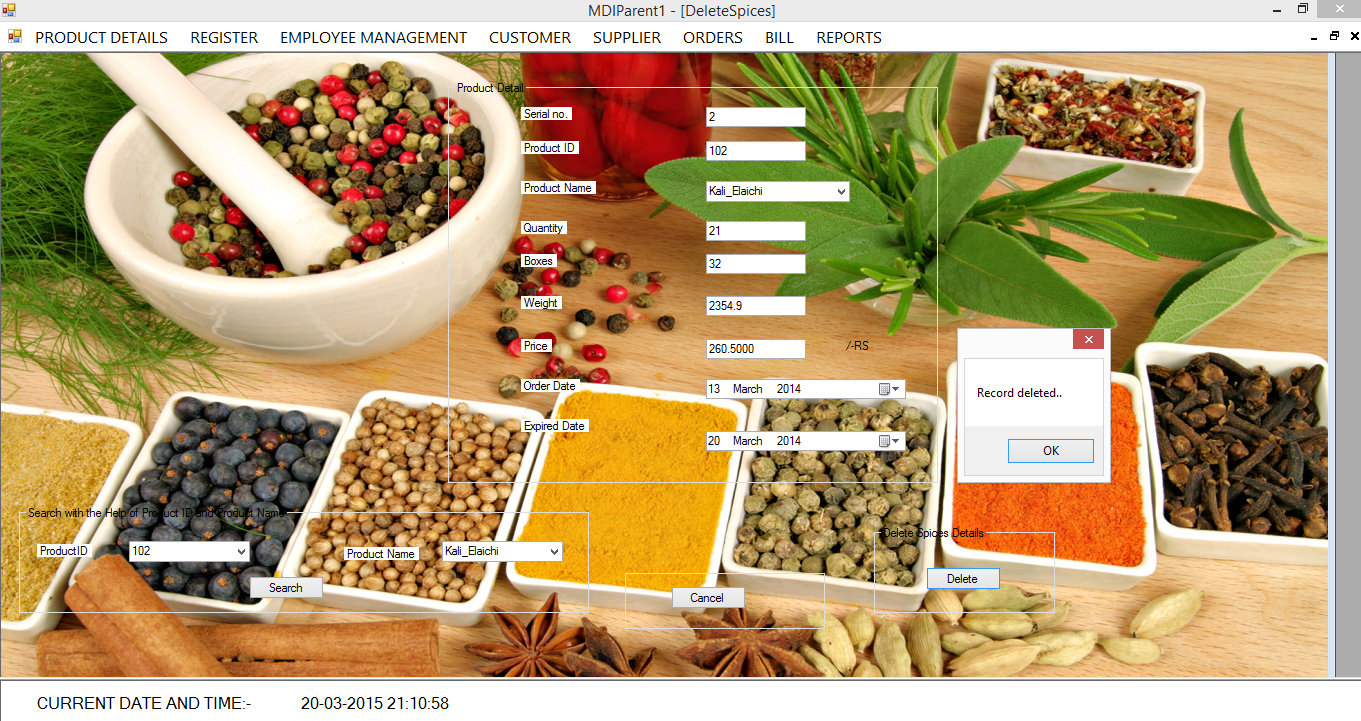 MDIParent1 - [DeleteSpices]
PRODUCT DETAILS REGISTER EMPLOYEE MANAGEMENT CUSTOMER SUPPLIER ORDERS BILL REPORTS
Product Detail
Serial no. 2
Product ID 102
Product Name Kali_Elaichi
Quantity 21
Boxes 32
Weight 2354.9
Price 260.5000 /-RS
Order Date 13 March 2014
Expired Date 20 March 2014
Record deleted..
OK
Search with the Help of Product ID and Product Name
ProductID 102 Product Name Kali_Elaichi
Search
Cancel
Delete Spices Details
Delete
CURRENT DATE AND TIME:- 20-03-2015 21:10:58